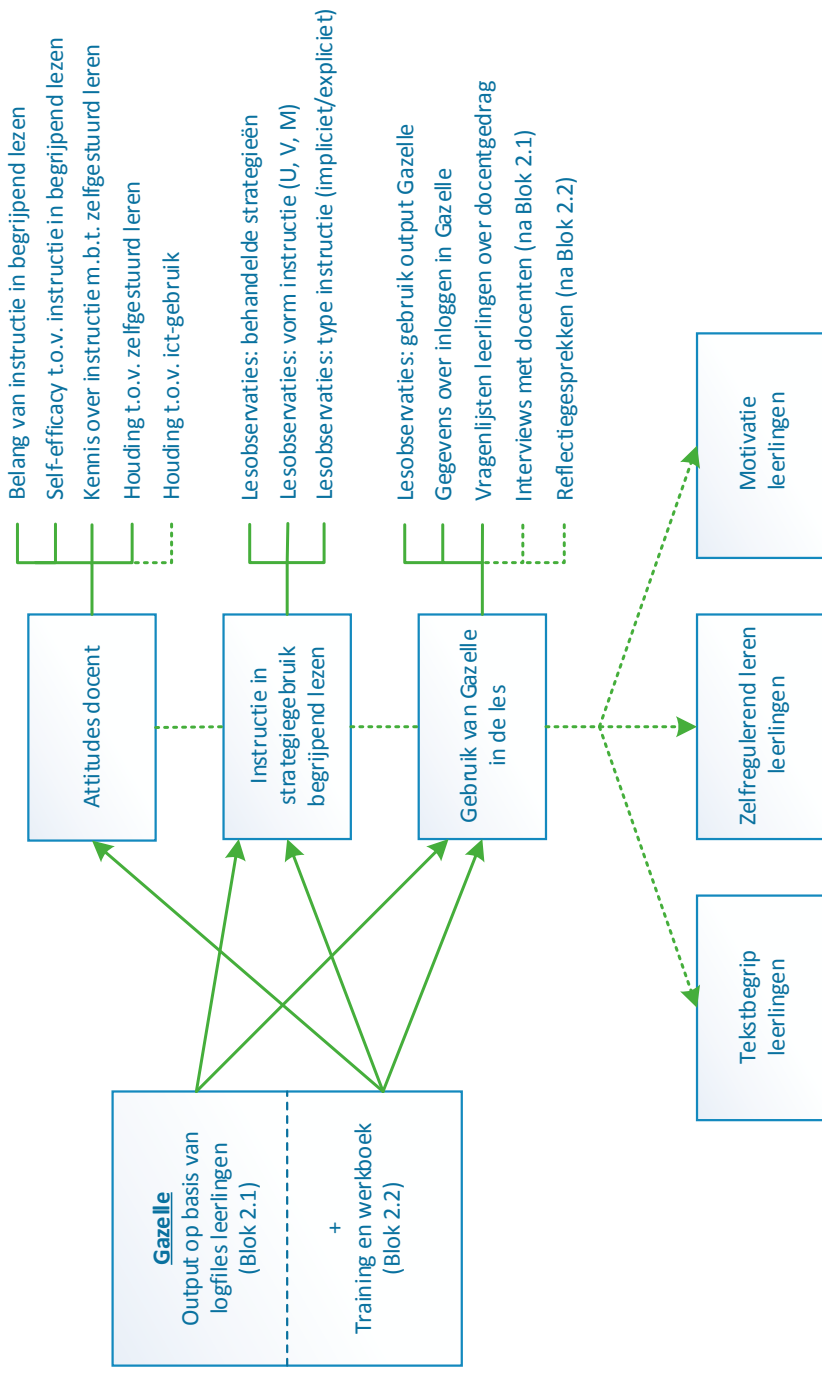 Gazelle
Output op basis van
logfiles leerlingen
(Blok 2.1)
+
Training en werkboek
(Blok 2.2)
Attitudes docent
Instructie in
strategiegebruik
begrijpend lezen
Gebruik van Gazelle
in de les
Belang van instructie in begrijpend lezen
Self-efficacy t.o.v. instructie in begrijpend lezen
Kennis over instructie m.b.t. zelfgestuurd leren
Houding t.o.v. zelfgestuurd leren
Houding t.o.v. ict-gebruik
Lesobservaties: behandelde strategieën
Lesobservaties: vorm instructie (U, V, M)
Lesobservaties: type instructie (impliciet/expliciet)
Lesobservaties: gebruik output Gazelle
Gegevens over inloggen in Gazelle
Vragenlijsten leerlingen over docentgedrag
Interviews met docenten (na Blok 2.1)
Reflectiegesprekken (na Blok 2.2)
Tekstbegrip
leerlingen
Zelfregulerend leren
leerlingen
Motivatie
leerlingen